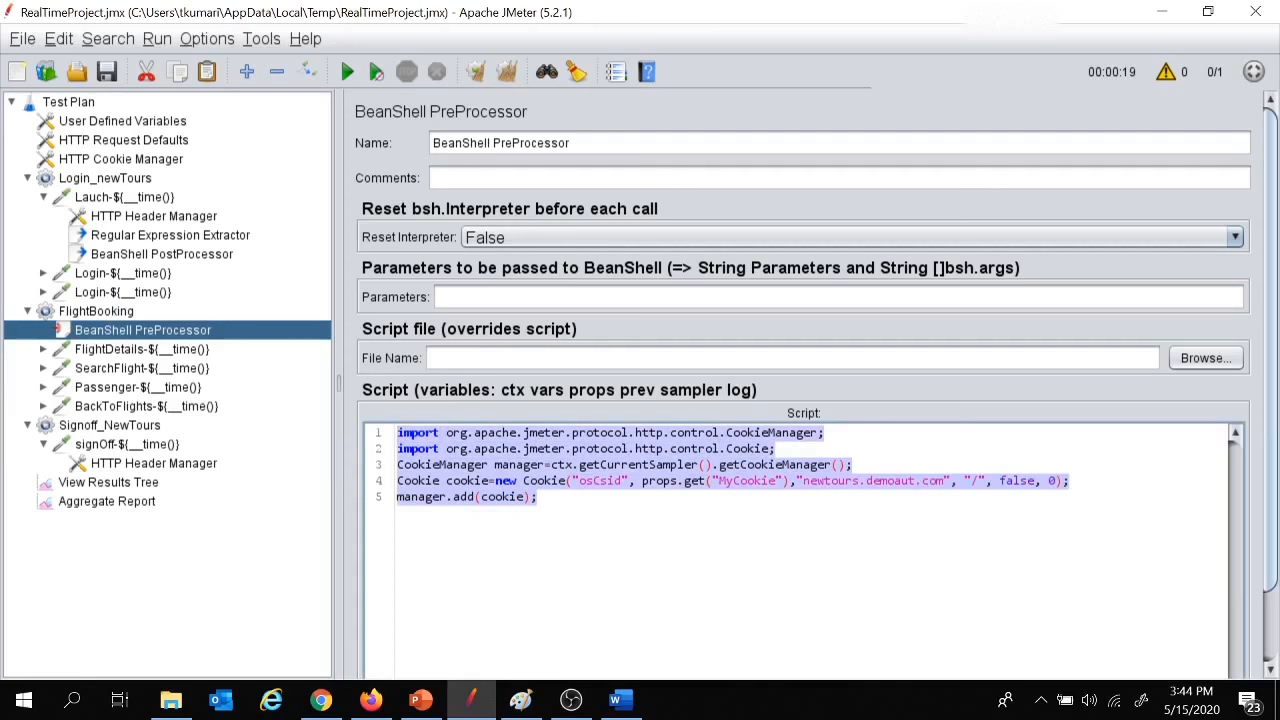 RealTimeProject.jmx (C:\Users\tkumari\AppData\Local\Temp\RealTimeProject.jmx) - Apache JMeter (5.2.1)
File Edit Search Run Options Tools Help
00:00:19 0 0/1
Test Plan
User Defined Variables
HTTP Request Defaults
HTTP Cookie Manager
Login_newTours
Lauch-${__time()}
HTTP Header Manager
Regular Expression Extractor
BeanShell PostProcessor
Login-${__time()}
Login-${__time()}
FlightBooking
BeanShell PreProcessor
FlightDetails-${__time()}
SearchFlight-${__time()}
Passenger-${__time()}
BackToFlights-${__time()}
Signoff_NewTours
signOff-${__time()}
HTTP Header Manager
View Results Tree
Aggregate Report
BeanShell PreProcessor
Name: BeanShell PreProcessor
Comments:
Reset bsh.Interpreter before each call
Reset Interpreter: False
Parameters to be passed to BeanShell (=> String Parameters and String []bsh.args)
Parameters:
Script file (overrides script)
File Name: Browse...
Script (variables: ctx vars props prev sampler log)
Script:
1 import org.apache.jmeter.protocol.http.control.CookieManager;
2 import org.apache.jmeter.protocol.http.control.Cookie;
3 CookieManager manager=ctx.getCurrentSampler().getCookieManager();
4 Cookie cookie=new Cookie("osCsid", props.get("MyCookie"),"newtours.demoaut.com", "/", false, 0);
5 manager.add(cookie);
3:44 PM
5/15/2020
23